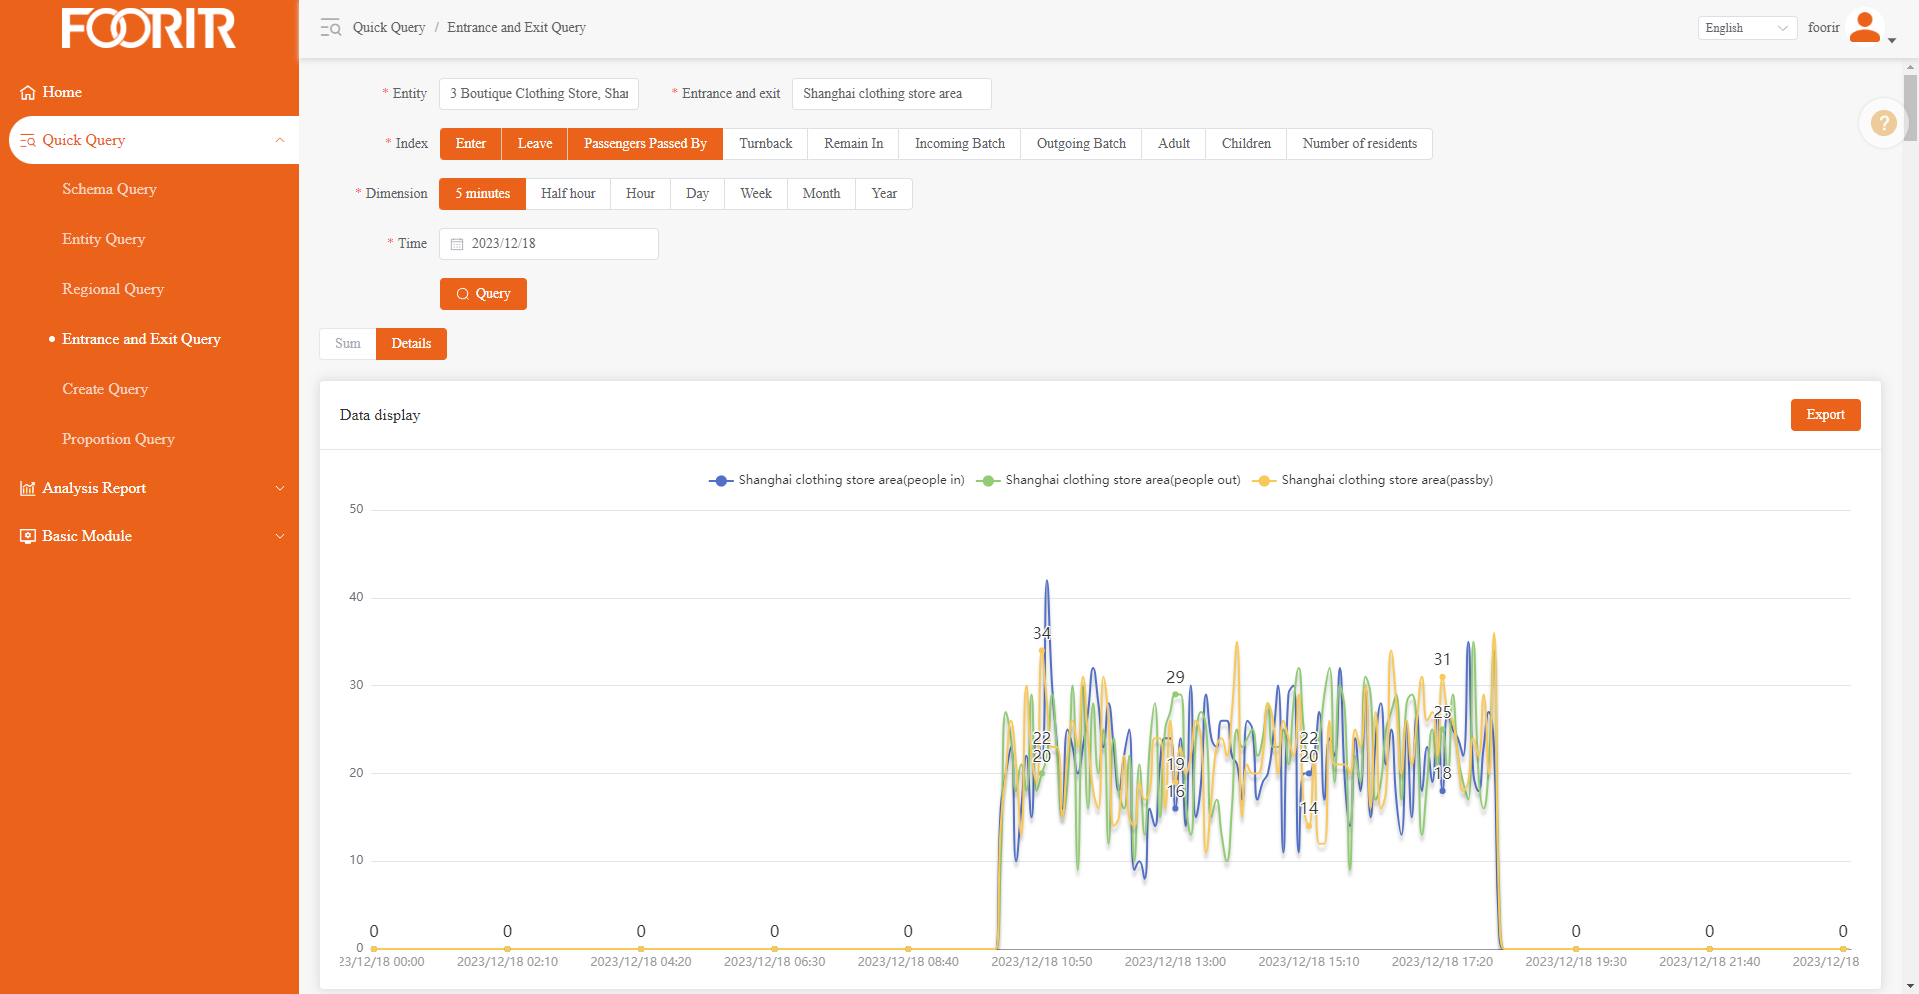 FOORIR
Home
Quick Query
Schema Query
Entity Query
Regional Query
Entrance and Exit Query
Create Query
Proportion Query
Analysis Report
Basic Module
Quick Query / Entrance and Exit Query
English
foorir
?
* Entity 3 Boutique Clothing Store, Shar * Entrance and exit Shanghai clothing store area
* Index Enter Leave Passengers Passed By Turnback Remain In Incoming Batch Outgoing Batch Adult Children Number of residents
* Dimension 5 minutes Half hour Hour Day Week Month Year
* Time 2023/12/18
Query
Sum Details
Data display
Export
Shanghai clothing store area(people in) Shanghai clothing store area(people out) Shanghai clothing store area(passby)
50
40
30
20
10
0
34
22
20
29
19
16
22
20
14
31
25
18
0 0 0 0 0 0 0 0
23/12/18 00:00 2023/12/18 02:10 2023/12/18 04:20 2023/12/18 06:30 2023/12/18 08:40 2023/12/18 10:50 2023/12/18 13:00 2023/12/18 15:10 2023/12/18 17:20 2023/12/18 19:30 2023/12/18 21:40 2023/12/18